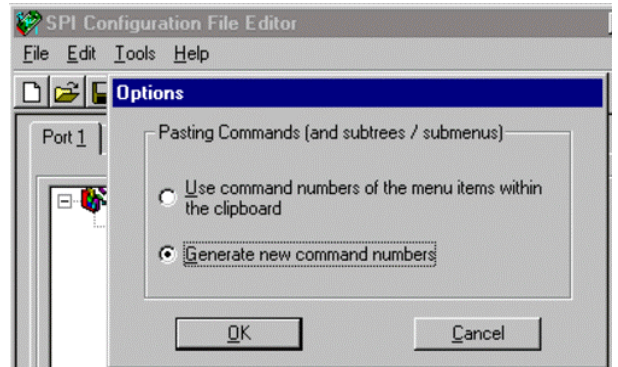 SPI Configuration File Editor
File Edit Tools Help
Options
Port 1
Pasting Commands (and subtrees / submenus)
Use command numbers of the menu items within
the clipboard
Generate new command numbers
OK Cancel